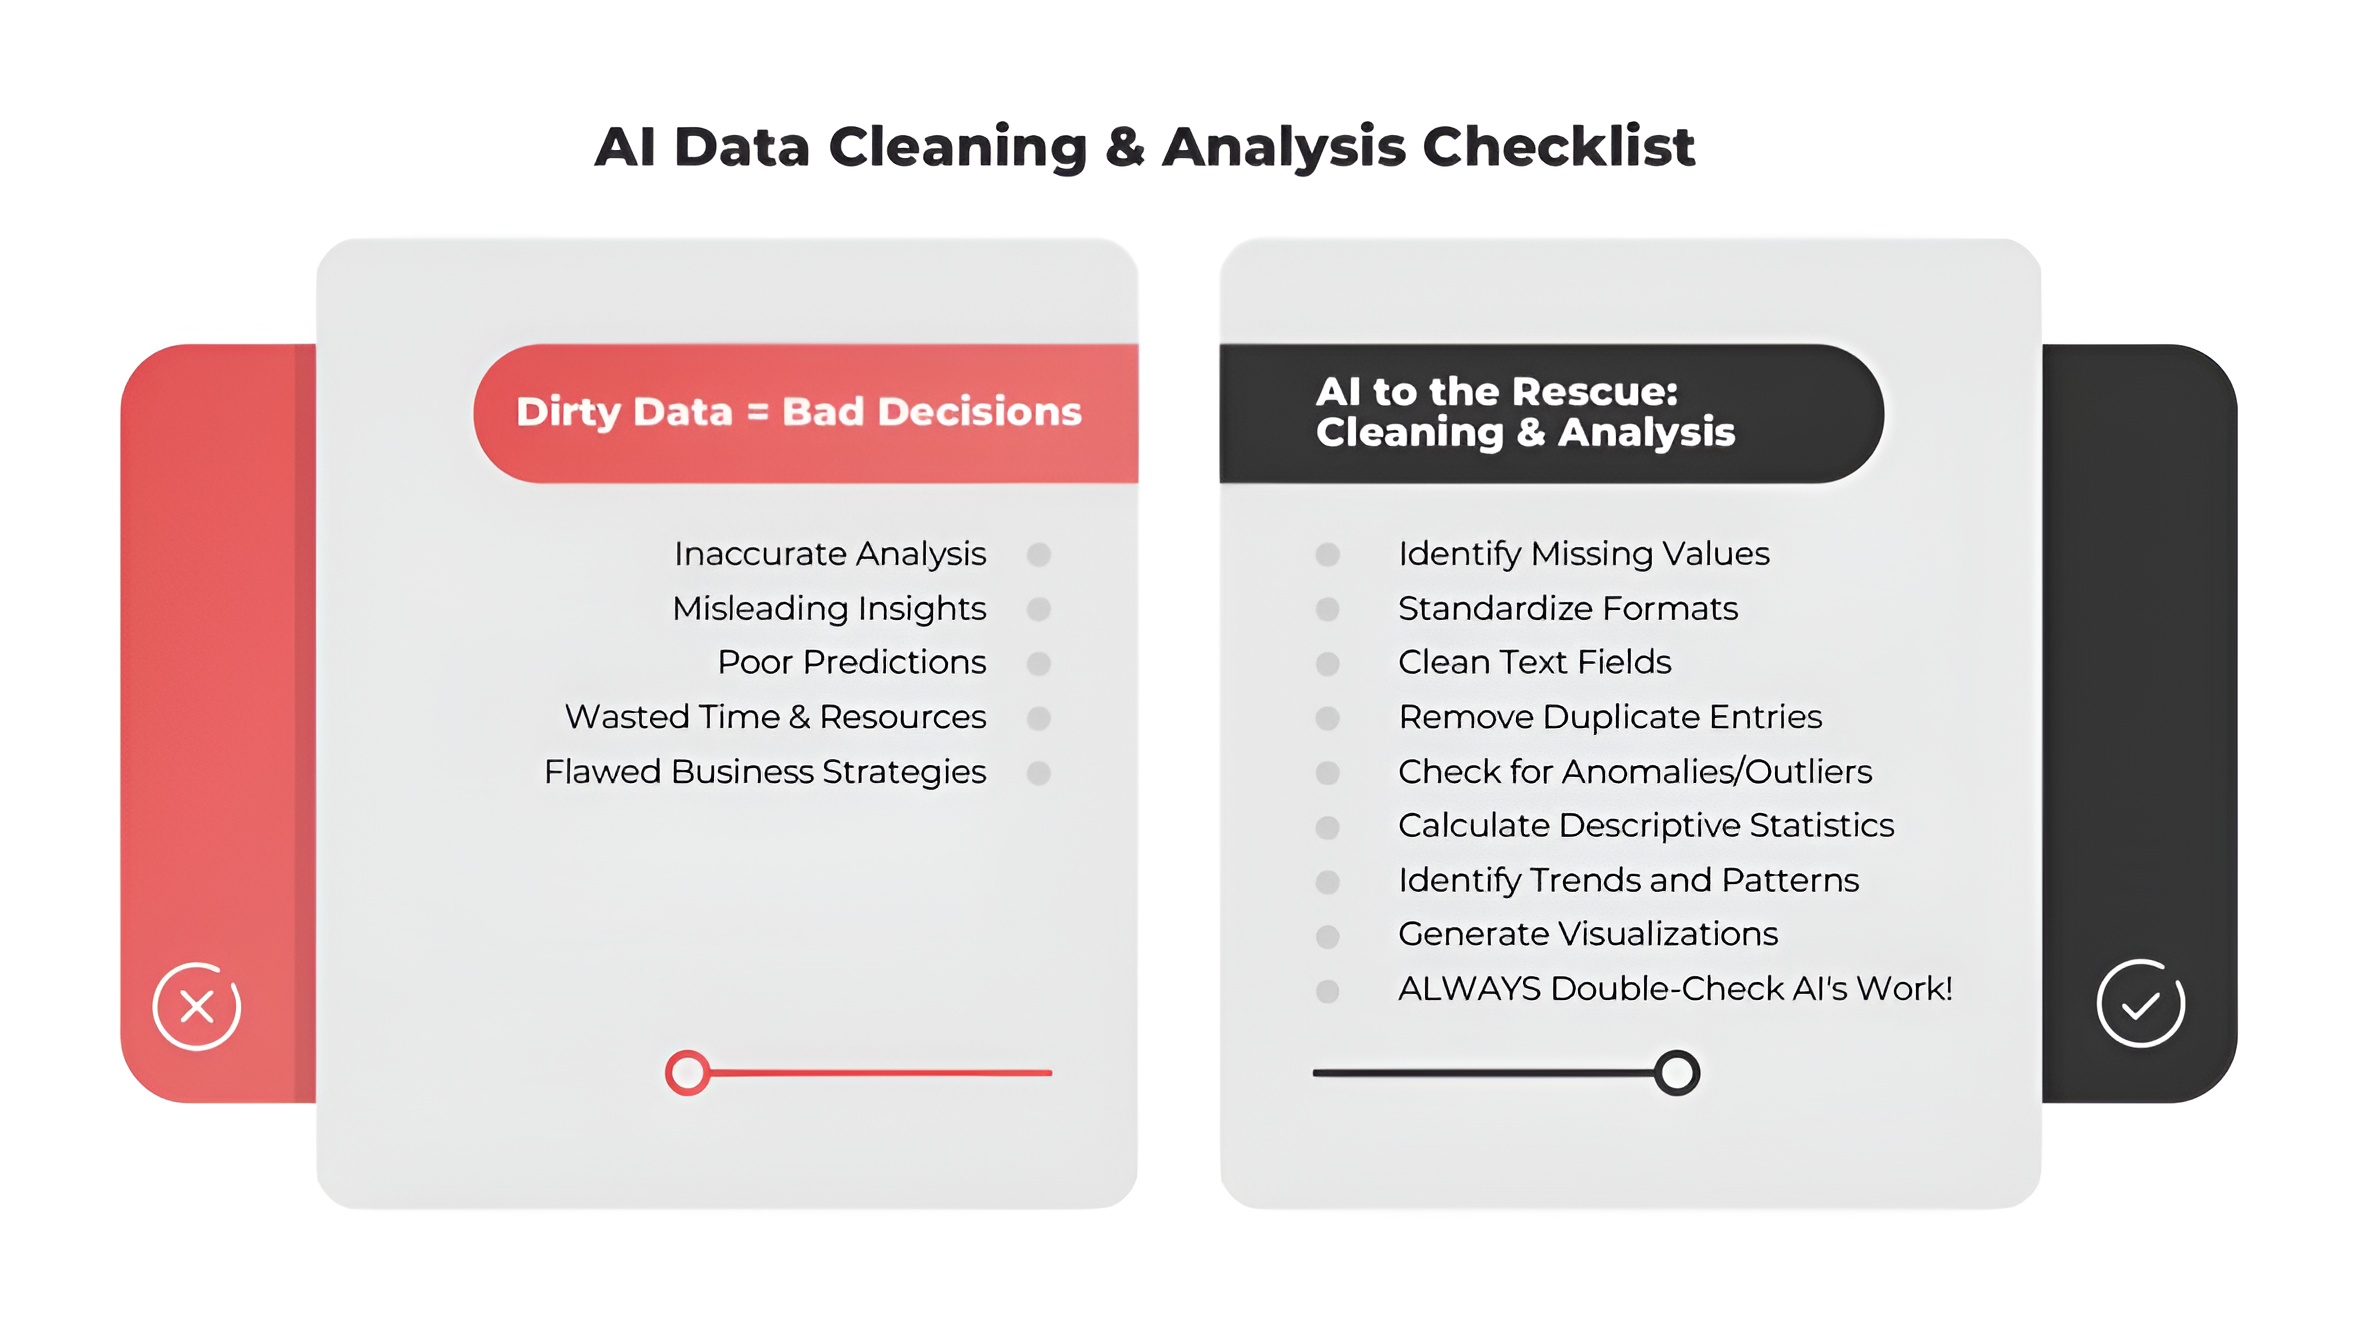 AI Data Cleaning & Analysis Checklist
Dirty Data = Bad Decisions
Inaccurate Analysis
Misleading Insights
Poor Predictions
Wasted Time & Resources
Flawed Business Strategies
AI to the Rescue:
Cleaning & Analysis
Identify Missing Values
Standardize Formats
Clean Text Fields
Remove Duplicate Entries
Check for Anomalies/Outliers
Calculate Descriptive Statistics
Identify Trends and Patterns
Generate Visualizations
ALWAYS Double-Check AI's Work!